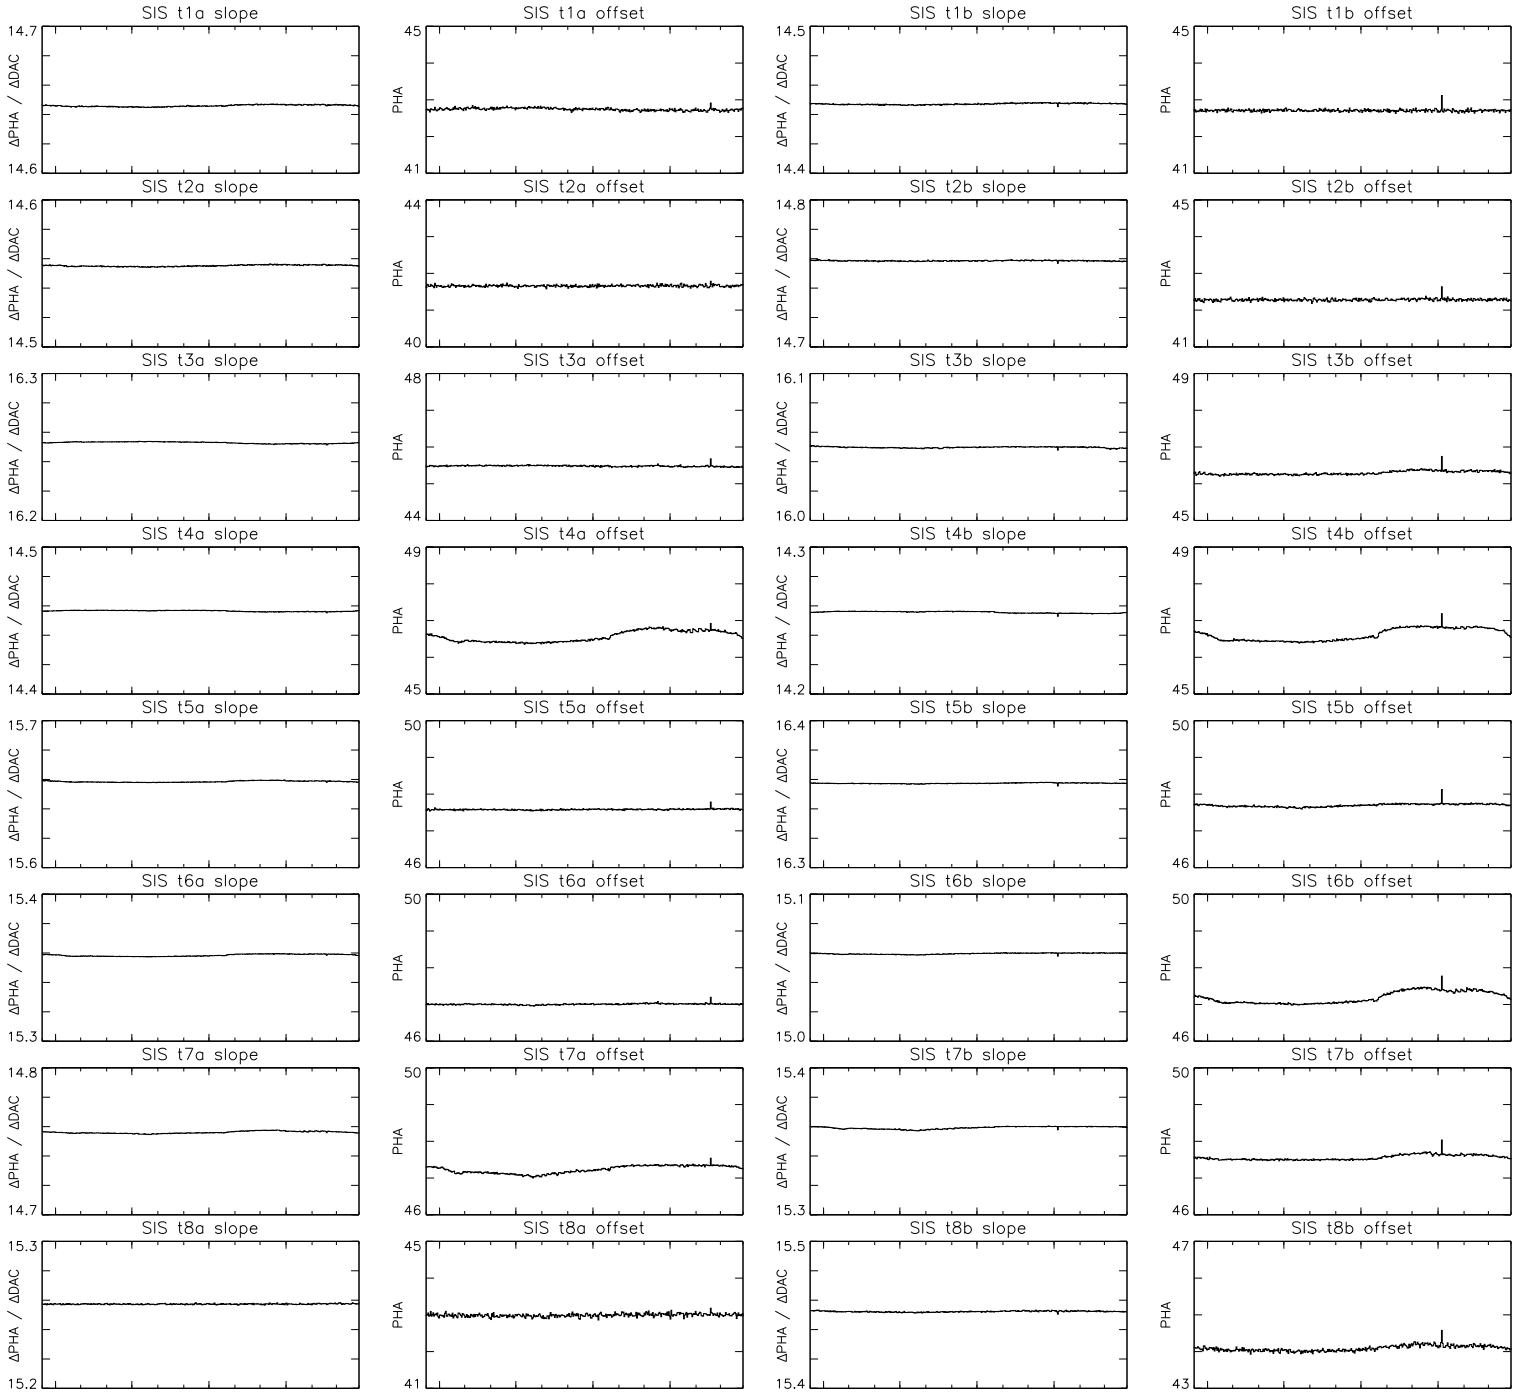 SIS t1a slope
SIS t1a offset
SIS t1b slope
SIS t1b offset
14.7
14.6
ΔPHA / ΔDAC
45
41
PHA
14.5
14.4
ΔPHA / ΔDAC
45
41
PHA
SIS t2a slope
SIS t2a offset
SIS t2b slope
SIS t2b offset
14.6
14.5
ΔPHA / ΔDAC
44
40
PHA
14.8
14.7
ΔPHA / ΔDAC
45
41
PHA
SIS t3a slope
SIS t3a offset
SIS t3b slope
SIS t3b offset
16.3
16.2
ΔPHA / ΔDAC
48
44
PHA
16.1
16.0
ΔPHA / ΔDAC
49
45
PHA
SIS t4a slope
SIS t4a offset
SIS t4b slope
SIS t4b offset
14.5
14.4
ΔPHA / ΔDAC
49
45
PHA
14.3
14.2
ΔPHA / ΔDAC
49
45
PHA
SIS t5a slope
SIS t5a offset
SIS t5b slope
SIS t5b offset
15.7
15.6
ΔPHA / ΔDAC
50
46
PHA
16.4
16.3
ΔPHA / ΔDAC
50
46
PHA
SIS t6a slope
SIS t6a offset
SIS t6b slope
SIS t6b offset
15.4
15.3
ΔPHA / ΔDAC
50
46
PHA
15.1
15.0
ΔPHA / ΔDAC
50
46
PHA
SIS t7a slope
SIS t7a offset
SIS t7b slope
SIS t7b offset
14.8
14.7
ΔPHA / ΔDAC
50
46
PHA
15.4
15.3
ΔPHA / ΔDAC
50
46
PHA
SIS t8a slope
SIS t8a offset
SIS t8b slope
SIS t8b offset
15.3
15.2
ΔPHA / ΔDAC
45
41
PHA
15.5
15.4
ΔPHA / ΔDAC
47
43
PHA